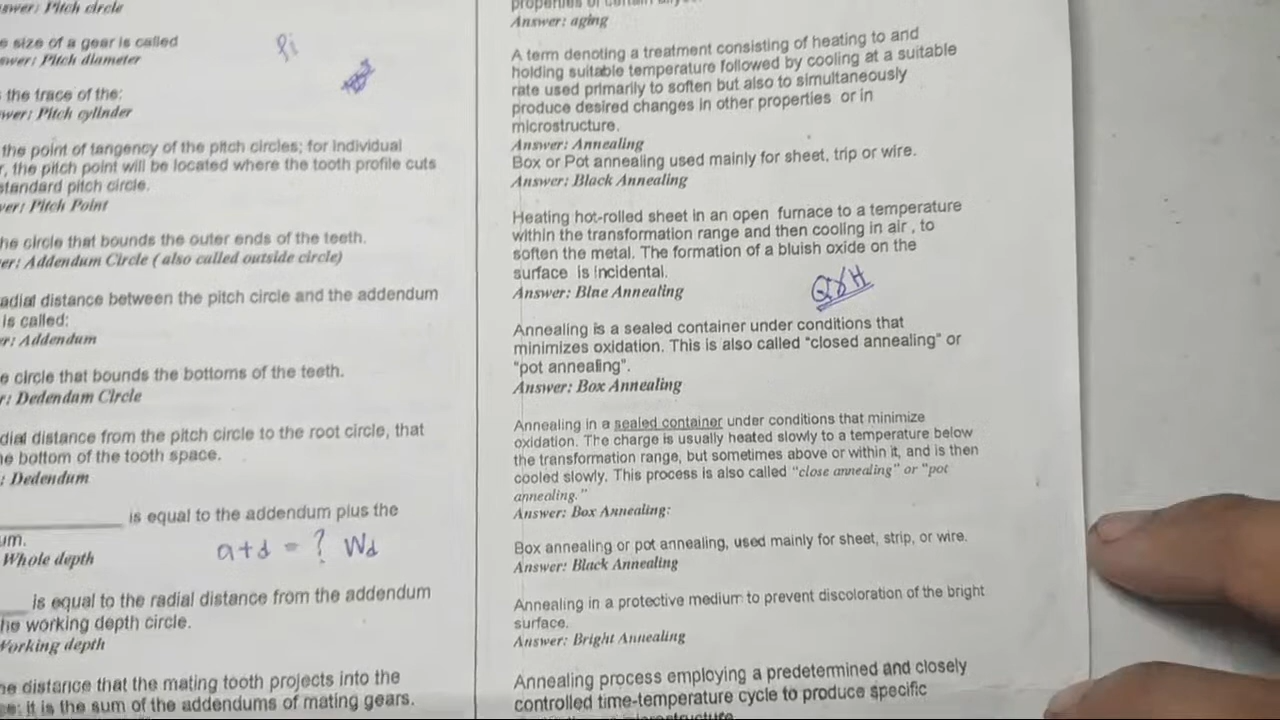 swer: Pitch circle
e size of a gear is called
wer: Pitch diameter
the trace of the:
wer: Pitch cylinder
the point of tangency of the pitch circles; for individual
r, the pitch point will be located where the tooth profile cuts
standard pitch circle.
ver: Pitch Point
he circle that bounds the outer ends of the teeth.
er: Addendum Circle ( also called outside circle)
adial distance between the pitch circle and the addendum
is called:
r: Addendum
e circle that bounds the bottoms of the teeth.
r: Dedendum Circle
dial distance from the pitch circle to the root circle, that
he bottom of the tooth space.
: Dedendum
is equal to the addendum plus the
um.
a+d = ? Wd
Whole depth
is equal to the radial distance from the addendum
he working depth circle.
Working depth
he distance that the mating tooth projects into the
ce; it is the sum of the addendums of mating gears.
Answer: aging
A term denoting a treatment consisting of heating to and
holding suitable temperature followed by cooling at a suitable
rate used primarily to soften but also to simultaneously
produce desired changes in other properties or in
microstructure.
Answer: Annealing
Box or Pot annealing used mainly for sheet, trip or wire.
Answer: Black Annealing
Heating hot-rolled sheet in an open furnace to a temperature
within the transformation range and then cooling in air , to
soften the metal. The formation of a bluish oxide on the
surface is incidental.
Answer: Blue Annealing
Annealing is a sealed container under conditions that
minimizes oxidation. This is also called "closed annealing" or
"pot annealing".
Answer: Box Annealing
Annealing in a sealed container under conditions that minimize
oxidation. The charge is usually heated slowly to a temperature below
the transformation range, but sometimes above or within it, and is then
cooled slowly. This process is also called "close annealing" or "pot
annealing."
Answer: Box Annealing:
Box annealing or pot annealing, used mainly for sheet, strip, or wire.
Answer: Black Annealing
Annealing in a protective medium to prevent discoloration of the bright
surface.
Answer: Bright Annealing
Annealing process employing a predetermined and closely
controlled time-temperature cycle to produce specific